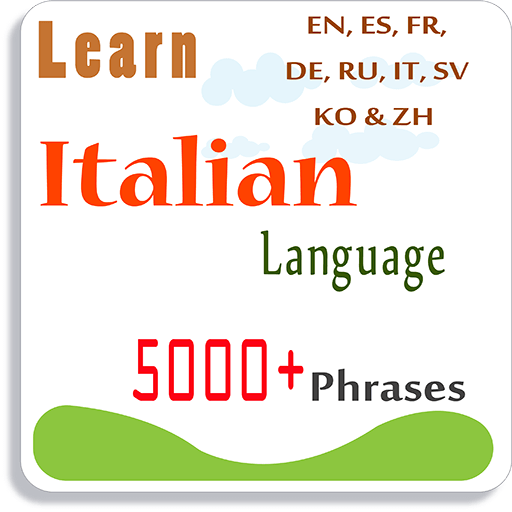 Learn
EN, ES, FR,
DE, RU, IT, SV
KO & ZH
Italian
Language
5000+ Phrases